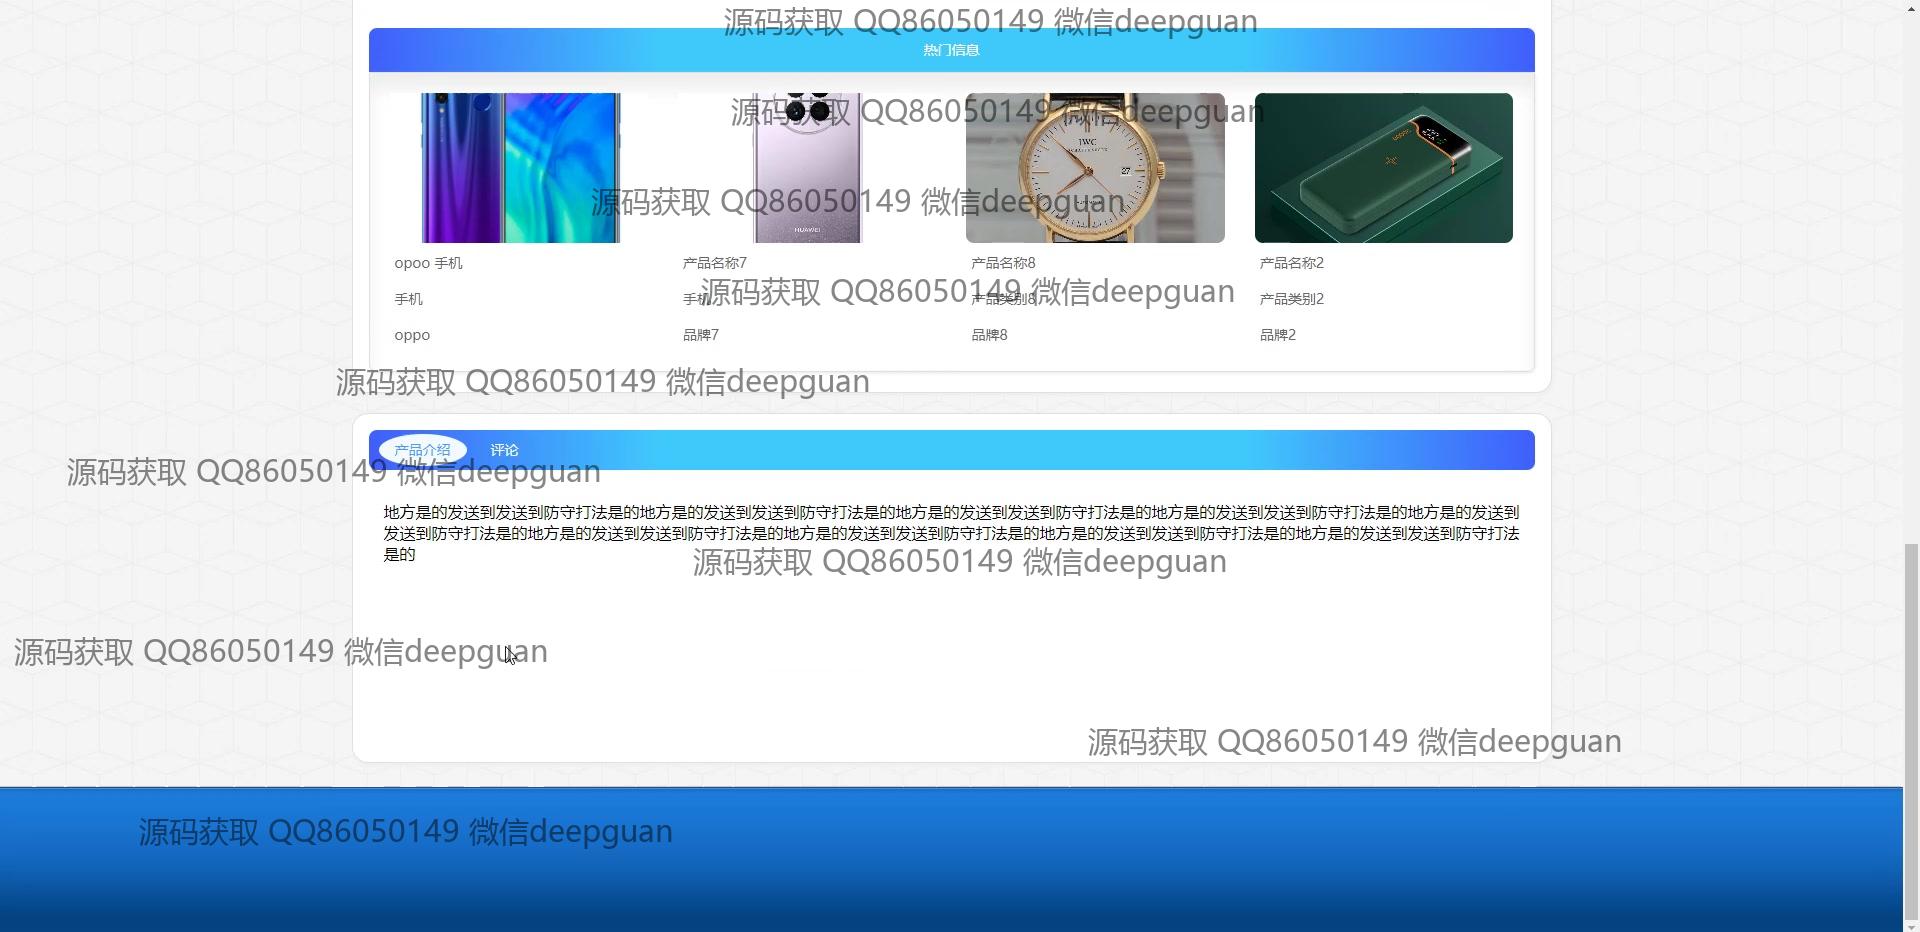 源码获取 QQ86050149 微信deepguan
热门信息
源码获取 QQ86050149 微信deepguan
IWC
27
源码获取 QQ86050149 微信deepguan
HUAWEI
opoo 手机
产品名称7
产品名称8
产品名称2
源码获取 QQ86050149 微信deepguan
手机
手机
产品类别8
产品类别2
oppo
品牌7
品牌8
品牌2
源码获取 QQ86050149 微信deepguan
产品介绍
评论
源码获取 QQ86050149 微信deepguan
地方是的发送到发送到防守打法是的地方是的发送到发送到防守打法是的地方是的发送到发送到防守打法是的地方是的发送到发送到防守打法是的地方是的发送到
发送到防守打法是的地方是的发送到发送到防守打法是的地方是的发送到发送到防守打法是的地方是的发送到发送到防守打法是的地方是的发送到发送到防守打法
是的
源码获取 QQ86050149 微信deepguan
源码获取 QQ86050149 微信deepguan
源码获取 QQ86050149 微信deepguan
源码获取 QQ86050149 微信deepguan